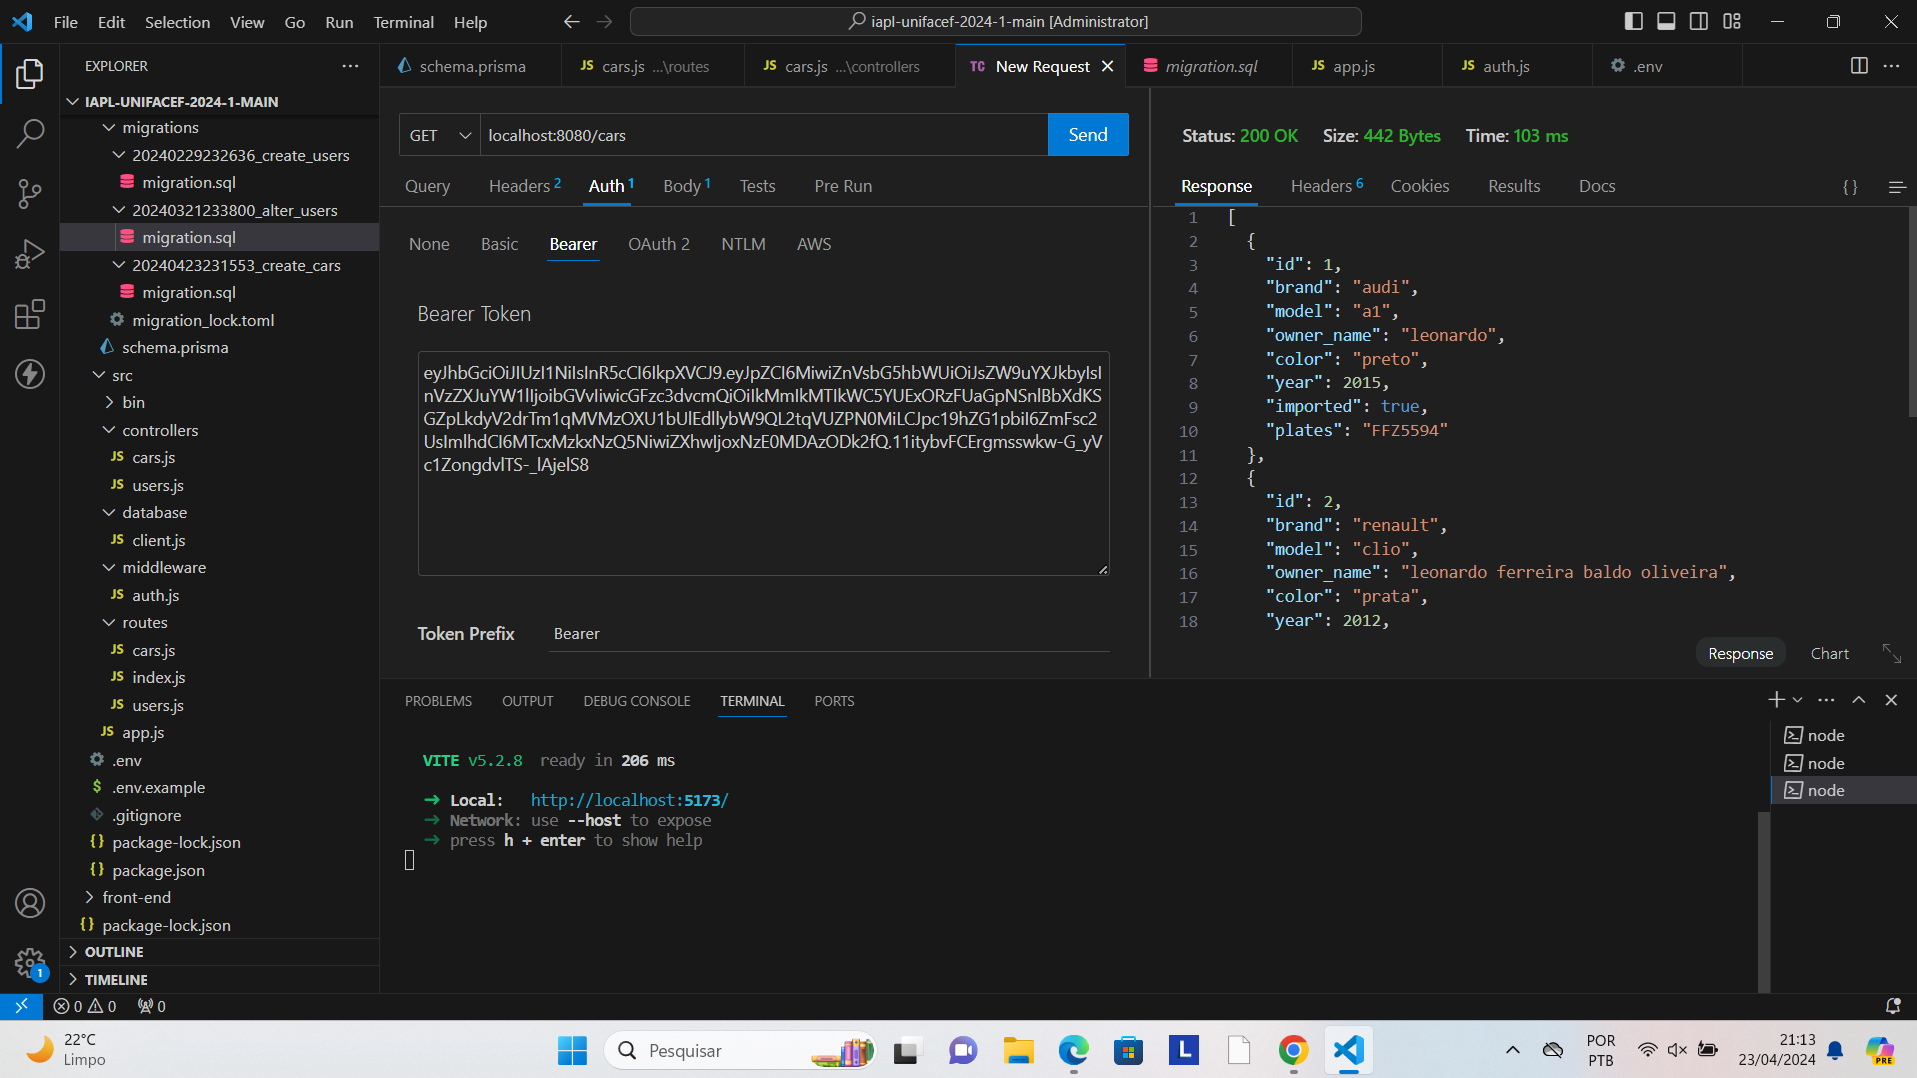 File Edit Selection View Go Run Terminal Help
iapl-unifacef-2024-1-main [Administrator]
EXPLORER
IAPL-UNIFACEF-2024-1-MAIN
migrations
20240229232636_create_users
migration.sql
20240321233800_alter_users
migration.sql
20240423231553_create_cars
migration.sql
migration_lock.toml
schema.prisma
src
bin
controllers
JS cars.js
JS users.js
database
JS client.js
middleware
JS auth.js
routes
JS cars.js
JS index.js
JS users.js
JS app.js
.env
$ .env.example
.gitignore
{} package-lock.json
{} package.json
front-end
{} package-lock.json
OUTLINE
TIMELINE
1
schema.prisma
JS cars.js ...\routes
JS cars.js ...\controllers
TC New Request
migration.sql
JS app.js
JS auth.js
.env
GET localhost:8080/cars Send
Query Headers 2 Auth 1 Body 1 Tests Pre Run
None Basic Bearer OAuth 2 NTLM AWS
Bearer Token
Token Prefix Bearer
Status: 200 OK Size: 442 Bytes Time: 103 ms
Response Headers 6 Cookies Results Docs {}
1 [
2 {
3 "id": 1,
4 "brand": "audi",
5 "model": "a1",
6 "owner_name": "leonardo",
7 "color": "preto",
8 "year": 2015,
9 "imported": true,
10 "plates": "FFZ5594"
11 },
12 {
13 "id": 2,
14 "brand": "renault",
15 "model": "clio",
16 "owner_name": "leonardo ferreira baldo oliveira",
17 "color": "prata",
18 "year": 2012,
Response Chart
PROBLEMS OUTPUT DEBUG CONSOLE TERMINAL PORTS
VITE v5.2.8 ready in 206 ms
➜ Local: http://localhost:5173/
➜ Network: use --host to expose
➜ press h + enter to show help
node
node
node
0 0 0
22°C
Limpo
Pesquisar
L
POR
PTB
21:13
23/04/2024
PRE